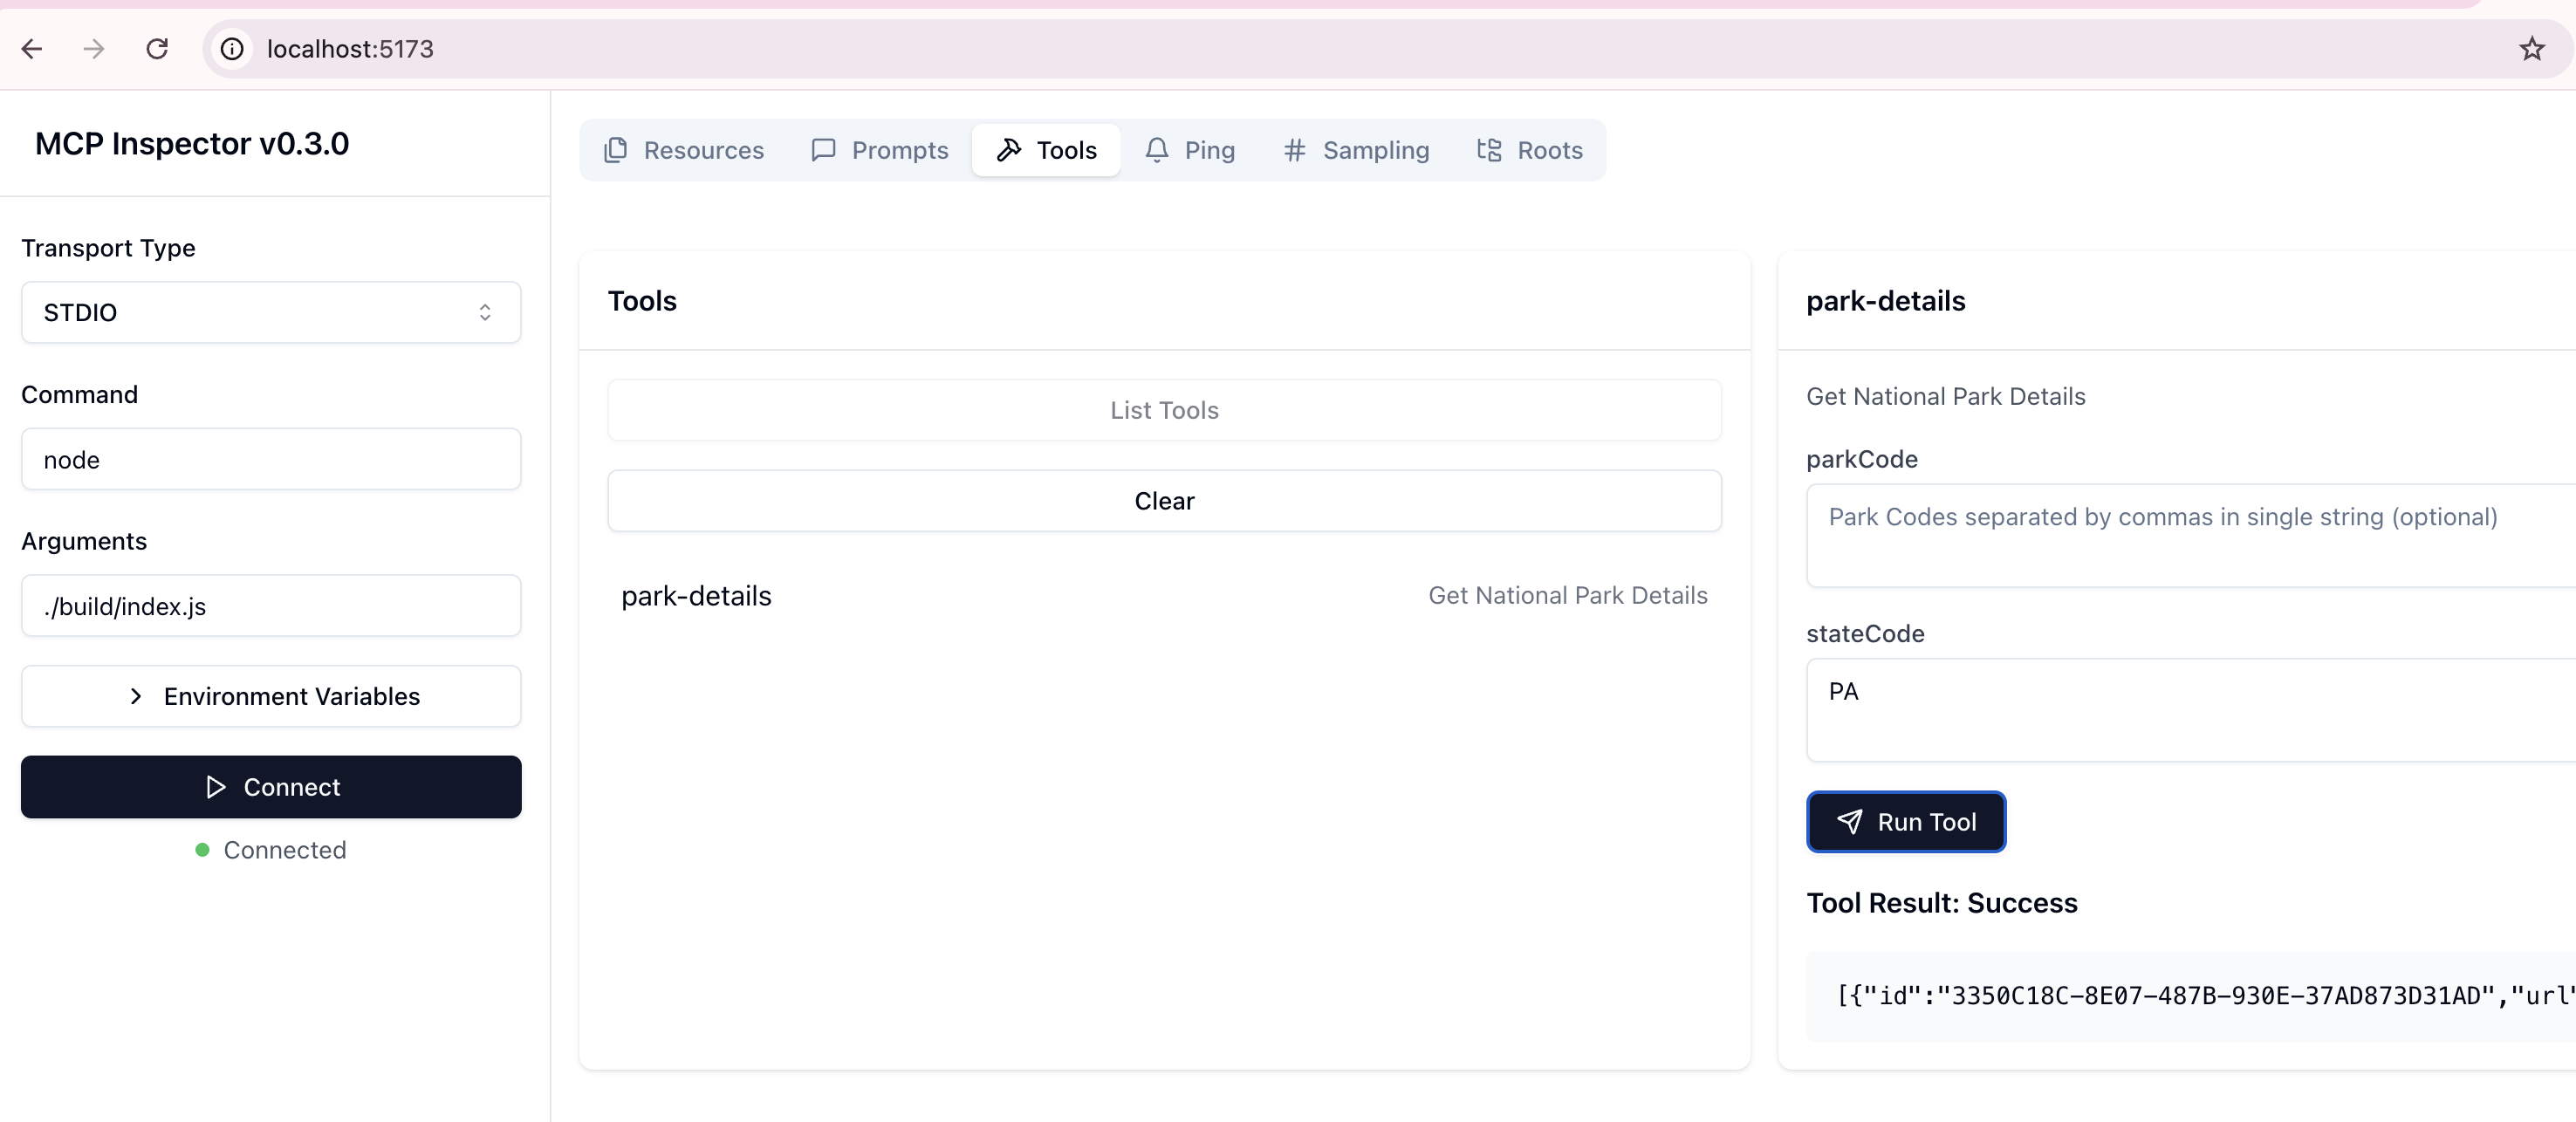 localhost:5173
MCP Inspector v0.3.0
Transport Type
STDIO
Command
node
Arguments
./build/index.js
Environment Variables
Connect
Connected
Resources Prompts Tools Ping Sampling Roots
Tools
List Tools
Clear
park-details Get National Park Details
park-details
Get National Park Details
parkCode
Park Codes separated by commas in single string (optional)
stateCode
PA
Run Tool
Tool Result: Success
[{"id":"3350C18C-8E07-487B-930E-37AD873D31AD","url"